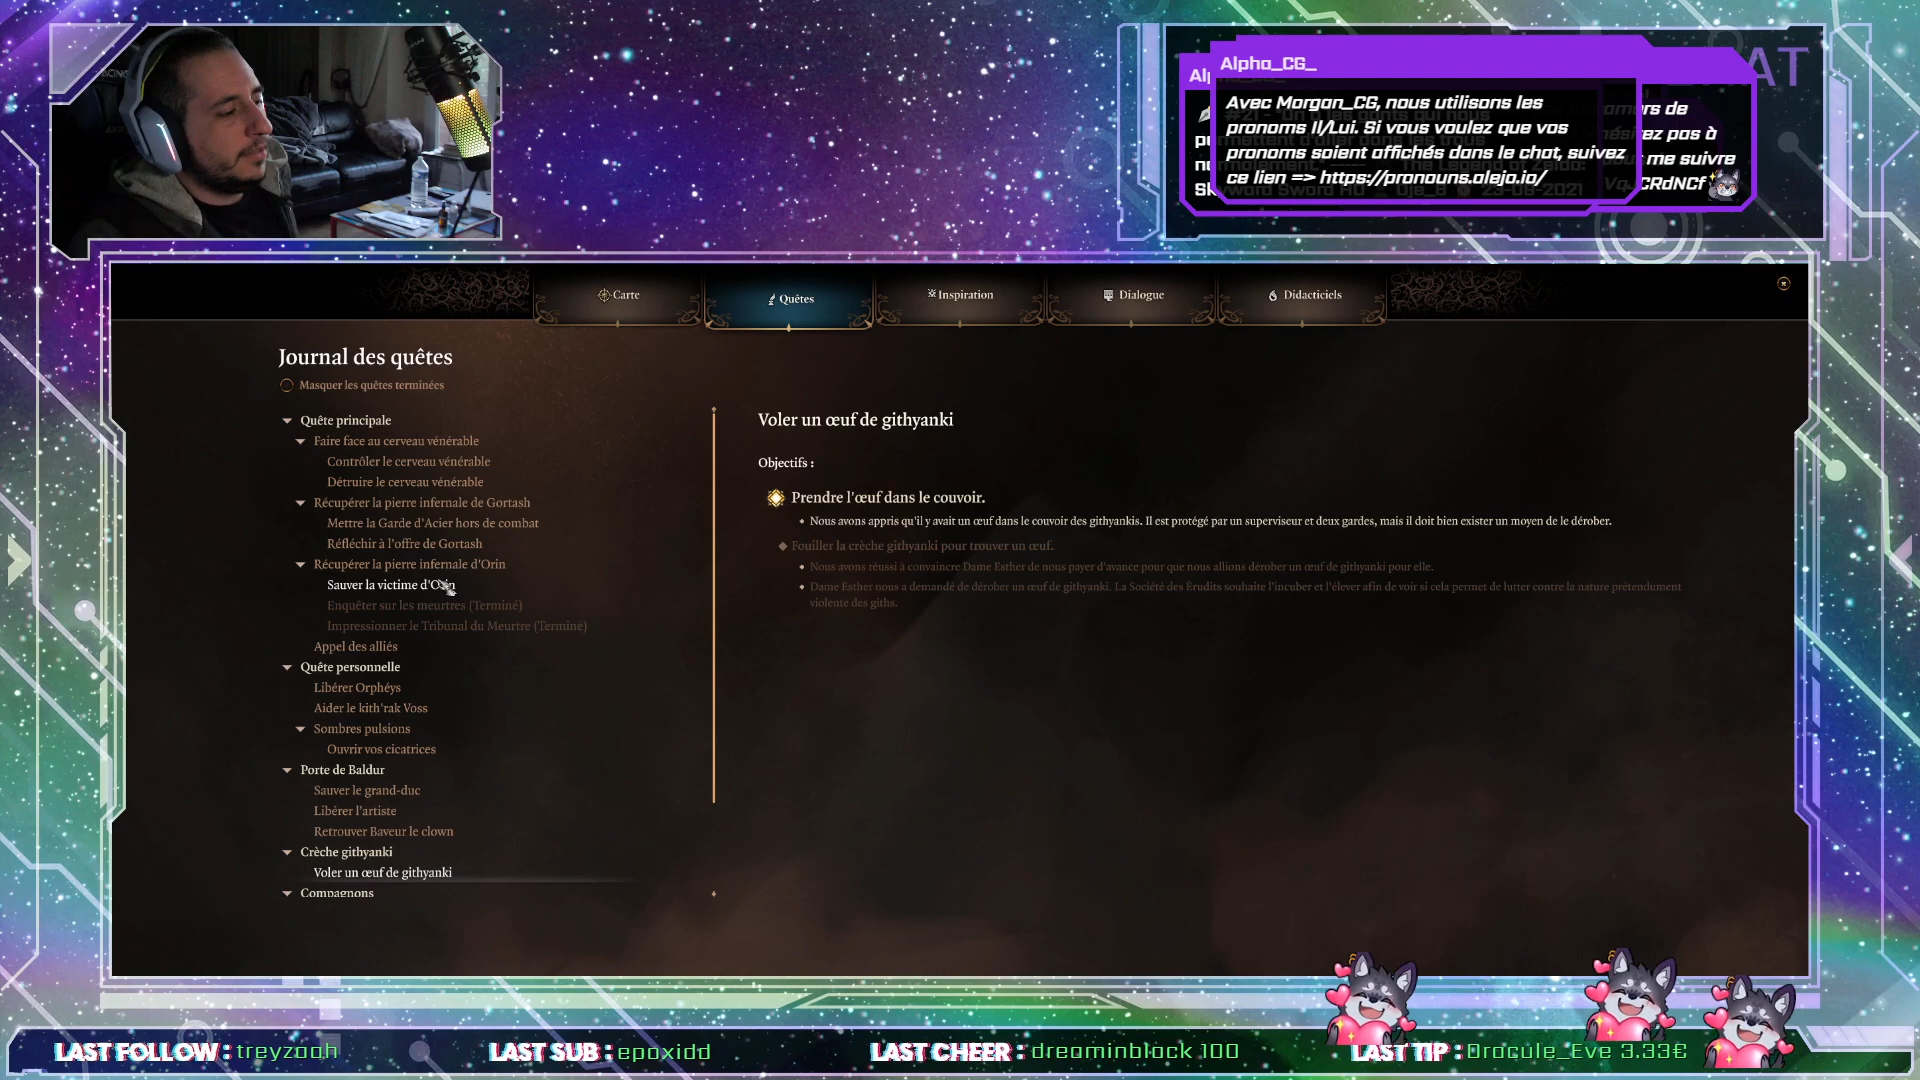 Alpha_CG_
Avec Morgan_CG, nous utilisons les
pronoms Il/Lui. Si vous voulez que vos
pronoms soient affichés dans le chat, suivez
ce lien => https://pronouns.alejo.io/
me suivre
Carte
Quêtes
Inspiration
Dialogue
Didacticiels
Journal des quêtes
Masquer les quêtes terminées
Quête principale
Faire face au cerveau vénérable
Contrôler le cerveau vénérable
Détruire le cerveau vénérable
Récupérer la pierre infernale de Gortash
Mettre la Garde d'Acier hors de combat
Réfléchir à l'offre de Gortash
Récupérer la pierre infernale d'Orin
Sauver la victime d'Orin
Enquêter sur les meurtres (Terminé)
Impressionner le Tribunal du Meurtre (Terminé)
Appel des alliés
Quête personnelle
Libérer Orphéys
Aider le kith'rak Voss
Sombres pulsions
Ouvrir vos cicatrices
Porte de Baldur
Sauver le grand-duc
Libérer l'artiste
Retrouver Baveur le clown
Crèche githyanki
Voler un œuf de githyanki
Compagnons
Voler un œuf de githyanki
Objectifs :
Prendre l'œuf dans le couvoir.
Nous avons appris qu'il y avait un œuf dans le couvoir des githyankis. Il est protégé par un superviseur et deux gardes, mais il doit bien exister un moyen de le dérober.
Fouiller la crèche githyanki pour trouver un œuf.
Nous avons réussi à convaincre Dame Esther de nous payer d'avance pour que nous allions dérober un œuf de githyanki pour elle.
Dame Esther nous a demandé de dérober un œuf de githyanki. La Société des Érudits souhaite l'incuber et l'élever afin de voir si cela permet de lutter contre la nature prétendument
violente des giths.
LAST FOLLOW : treyzaah
LAST SUB : epoxidd
LAST CHEER : dreaminblack 100
LAST TIP : Dracule_Eve 3.33€